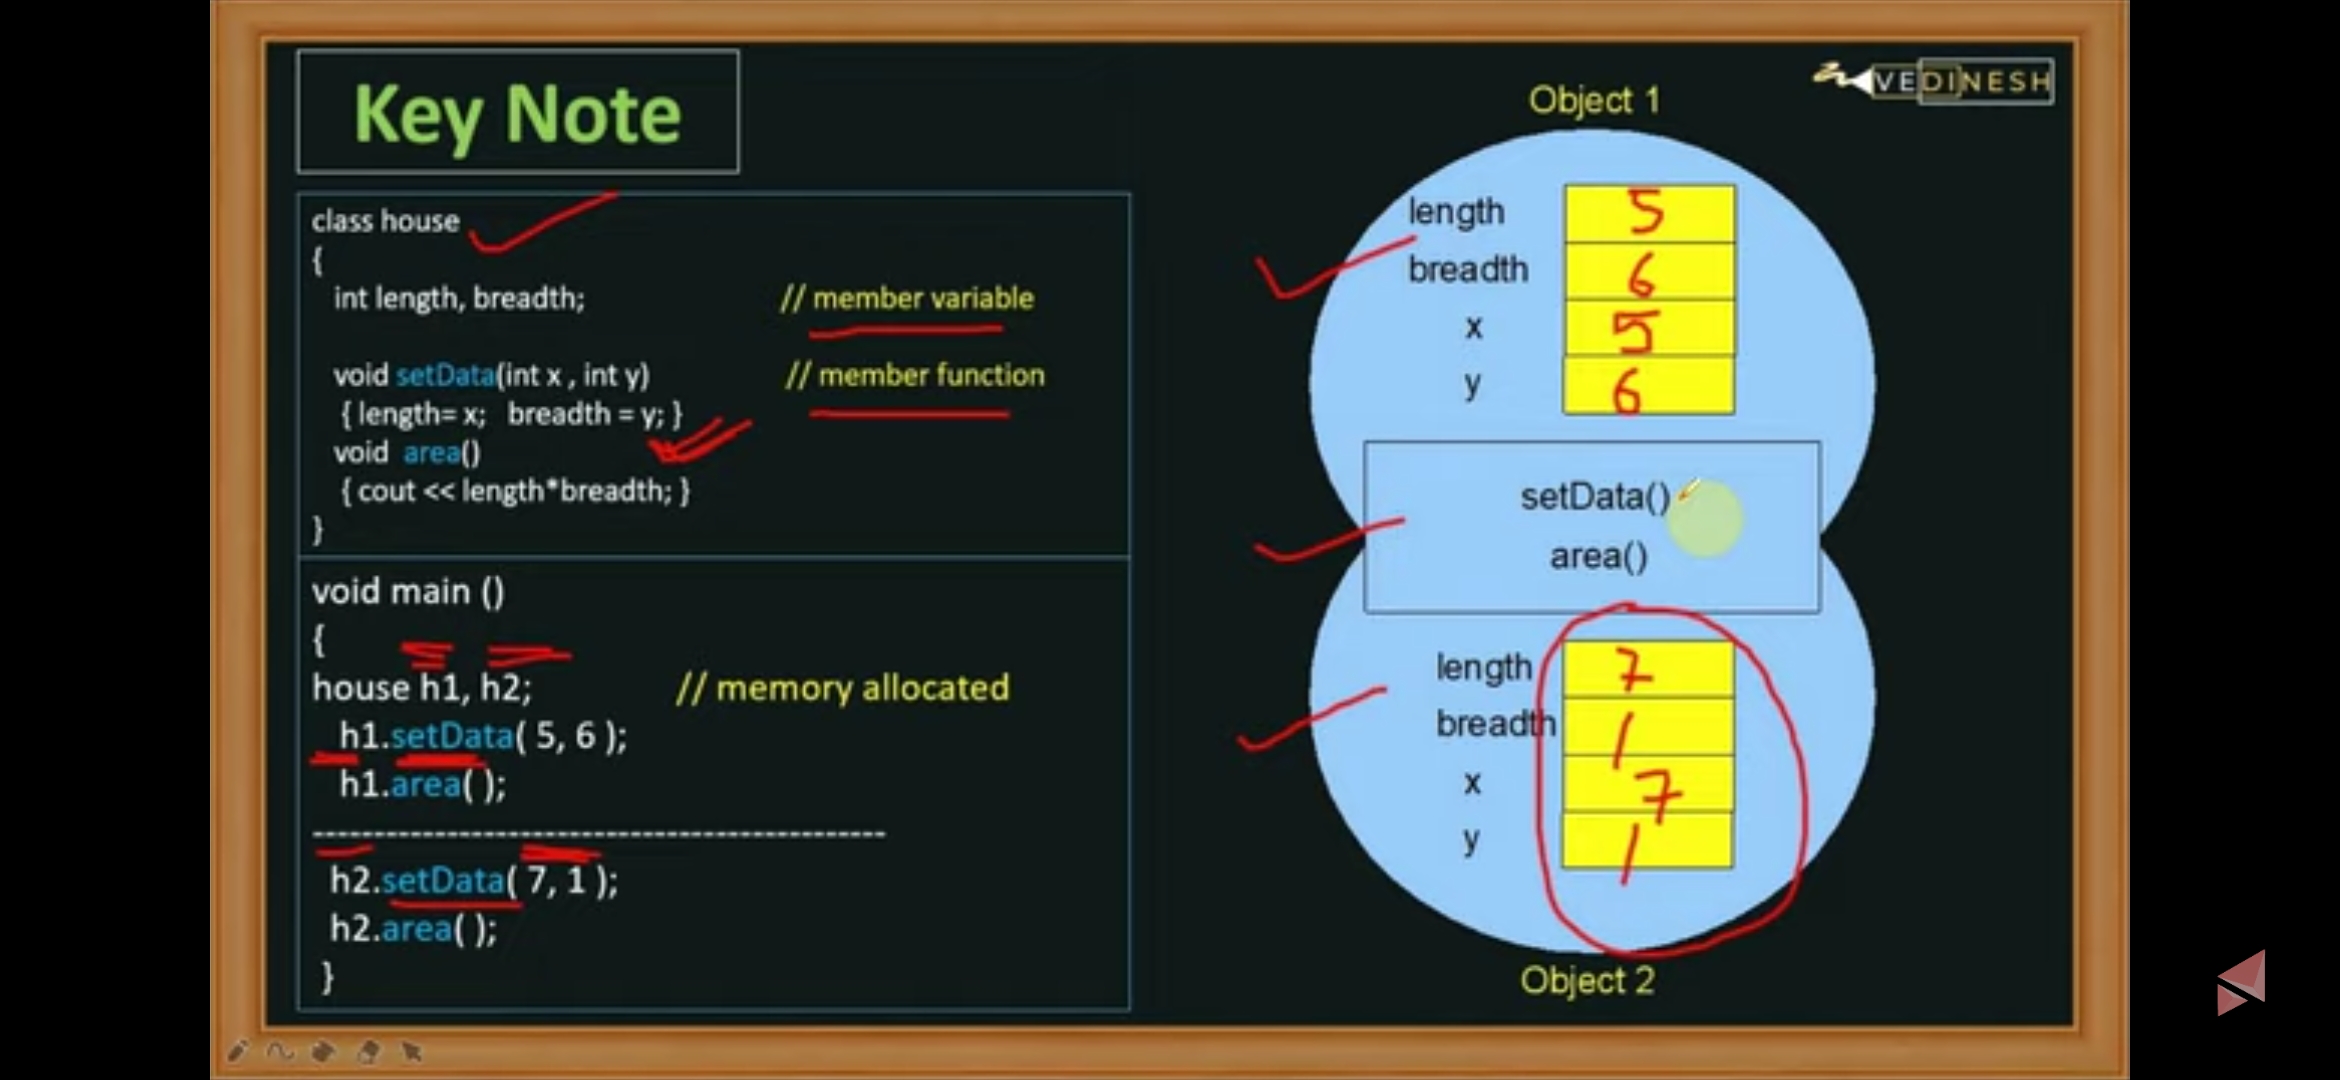 Key Note
class house
{
int length, breadth; // member variable
void setData(int x , int y) // member function
{ length= x; breadth = y; }
void area()
{ cout << length*breadth; }
}
void main ()
{
house h1, h2; // memory allocated
h1.setData( 5, 6 );
h1.area( );
-----------------------------------------------
h2.setData( 7, 1 );
h2.area( );
}
VEDINESH
Object 1
length 5
breadth 6
x 5
y 6
setData()
area()
length 7
breadth 1
x 7
y 1
Object 2